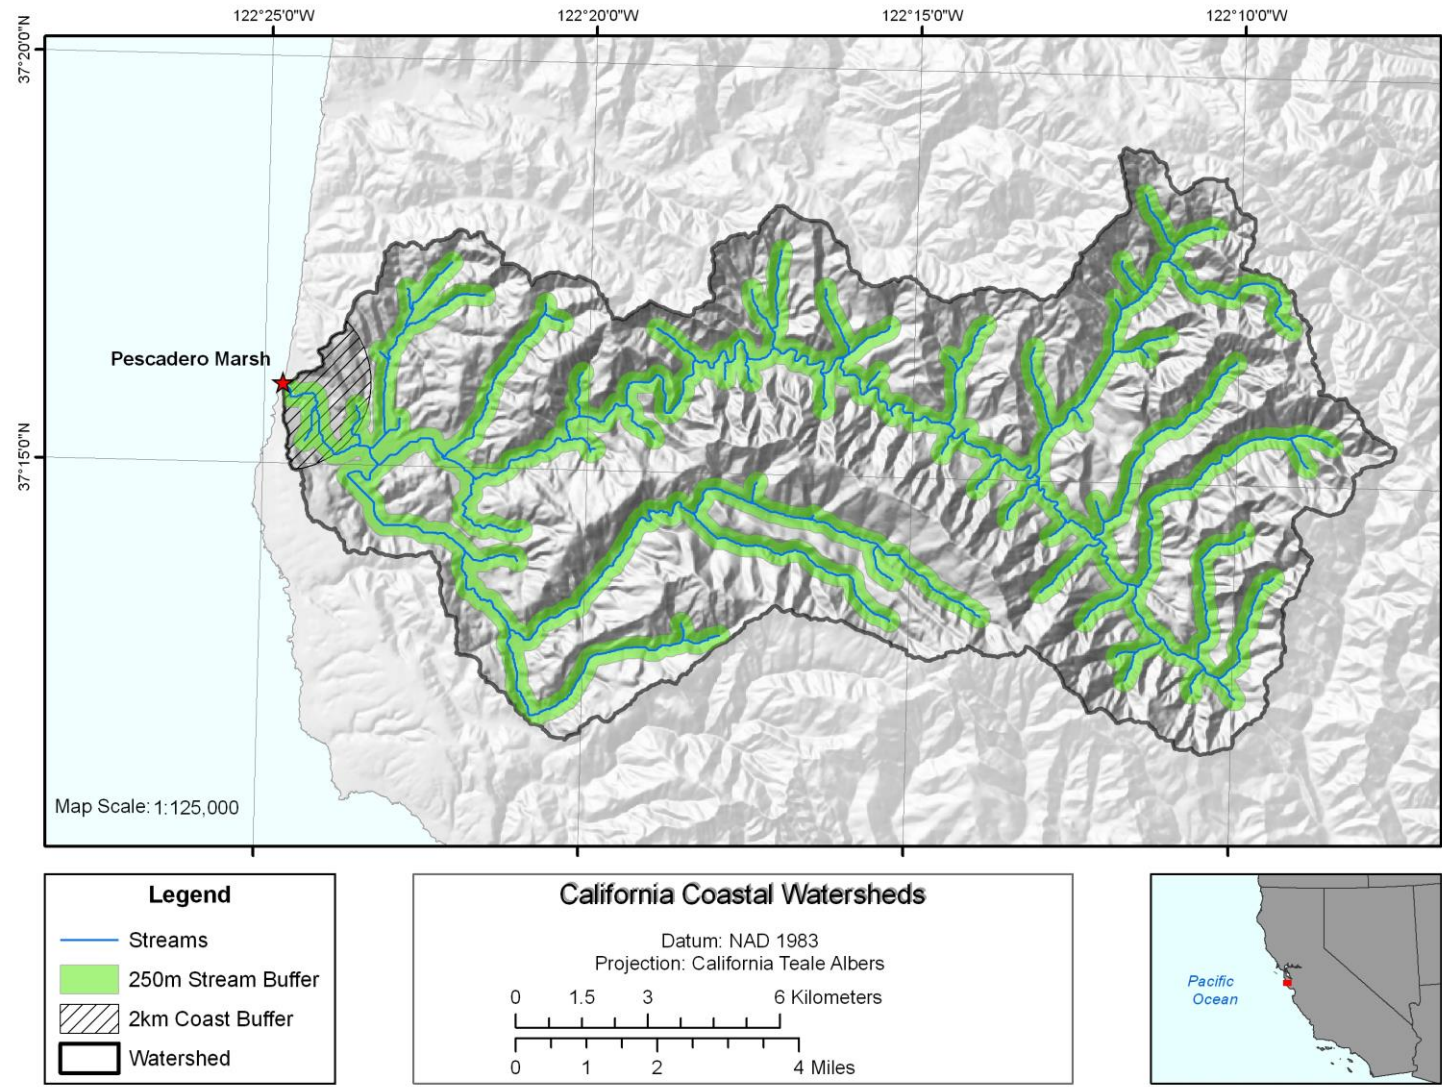 122°25'0"W 122°20'0"W 122°15'0"W 122°10'0"W
37°20'0"N
Pescadero Marsh
37°15'0"N
Map Scale: 1:125,000
Legend
Streams
250m Stream Buffer
2km Coast Buffer
Watershed
California Coastal Watersheds
Datum: NAD 1983
Projection: California Teale Albers
0 1.5 3 6 Kilometers
0 1 2 4 Miles
Pacific
Ocean